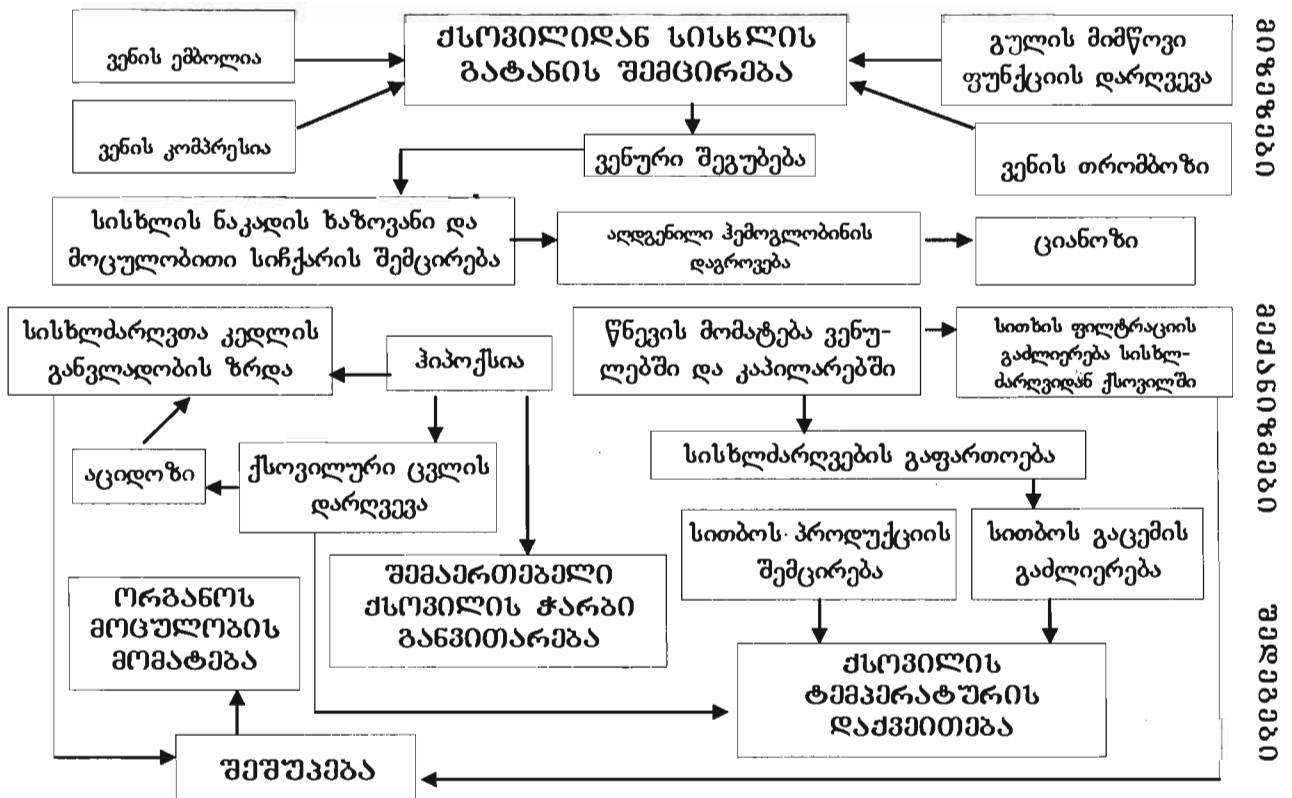 ვენის ემბოლია
ქსოვილიდან სისხლის
გატანის შემცირება
გულის მიმწოვი
ფუნქციის დარღვევა
ვენის კომპრესია
ვენური შეგუბება
ვენის თრომბოზი
მიზეზები
სისხლის ნაკადის ხაზოვანი და
მოცულობითი სიჩქარის შემცირება
აღდგენილი ჰემოგლობინის
დაგროვება
ციანოზი
სისხლძარღვთა კედლის
განვლადობის ზრდა
ჰიპოქსია
წნევის მომატება ვენუ-
ლებში და კაპილარებში
სითხის ფილტრაციის
გაძლიერება სისხლ-
ძარღვიდან ქსოვილში
მექანიზმები
აციდოზი
ქსოვილური ცვლის
დარღვევა
სისხლძარღვების გაფართოება
სითბოს პროდუქციის
შემცირება
სითბოს გაცემის
გაძლიერება
ორგანოს
მოცულობის
მომატება
შემაერთებელი
ქსოვილის ჭარბი
განვითარება
ქსოვილის
ტემპერატურის
დაქვეითება
შეშუპება
შედეგები